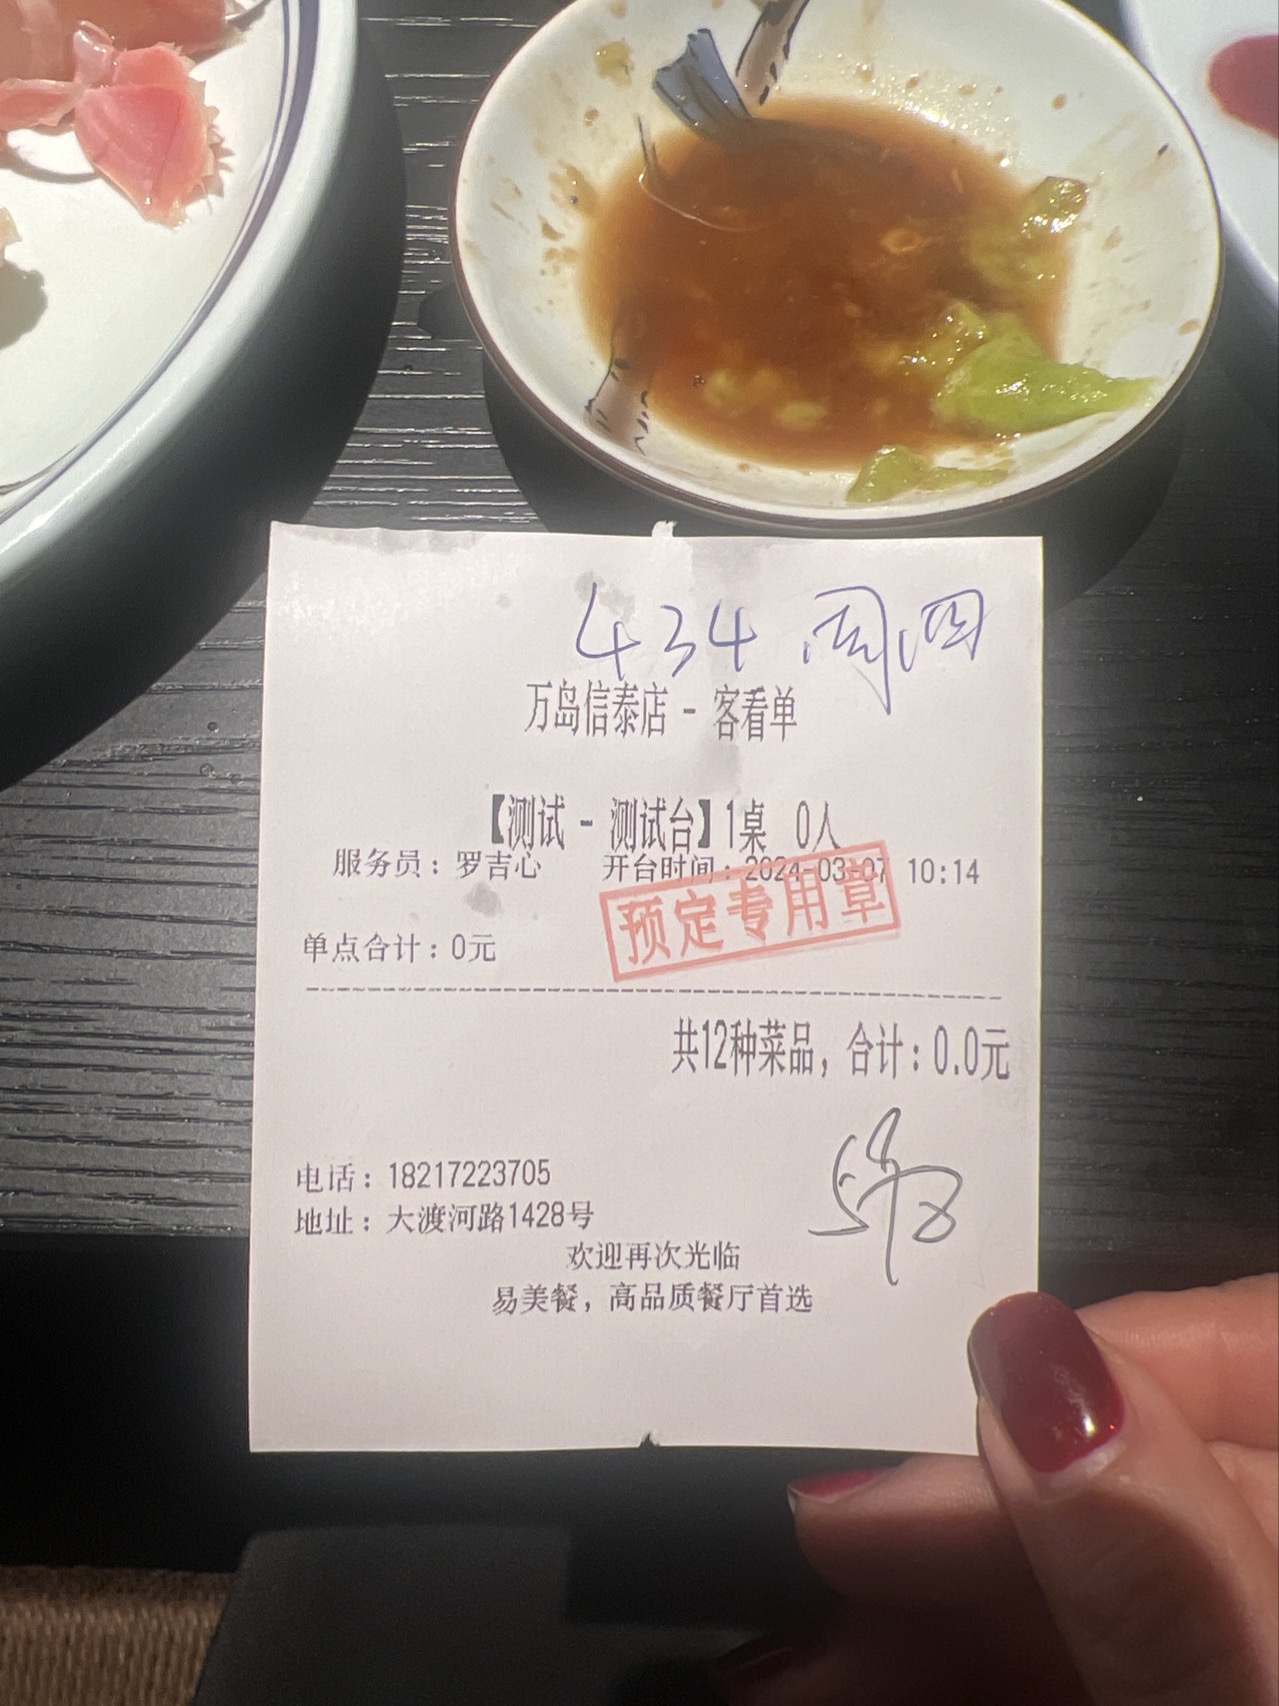 434 周四
万岛信泰店 - 客看单
【测试 - 测试台】1桌 0人
服务员：罗吉心 开台时间：2024-03-07 10:14
预定专用章
单点合计：0元
共12种菜品，合计：0.0元
电话：18217223705
地址：大渡河路1428号
欢迎再次光临
易美餐，高品质餐厅首选